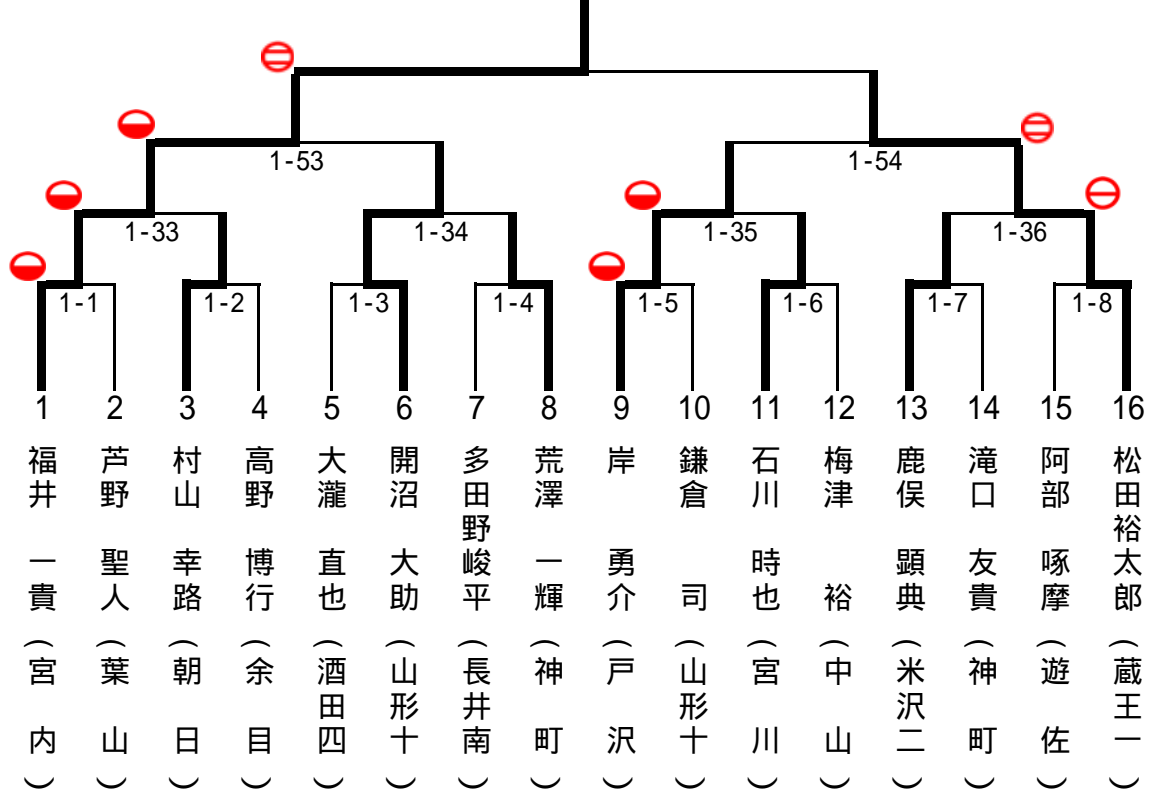 1-53
1-54
1-33
1-34
1-35
1-36
1-1
1-2
1-3
1-4
1-5
1-6
1-7
1-8
1
2
3
4
5
6
7
8
9
10
11
12
13
14
15
16
福井 一貴(宮 内)
芦野 聖人(葉 山)
村山 幸路(朝 日)
高野 博行(余 目)
大瀧 直也(酒田四)
開沼 大助(山形十)
多田野峻平(長井南)
荒澤 一輝(神 町)
岸 勇介(戸 沢)
鎌倉 司(山形十)
石川 時也(宮 川)
梅津 裕(中 山)
鹿俣 顕典(米沢二)
滝口 友貴(神 町)
阿部 啄摩(遊 佐)
松田裕太郎(蔵王一)